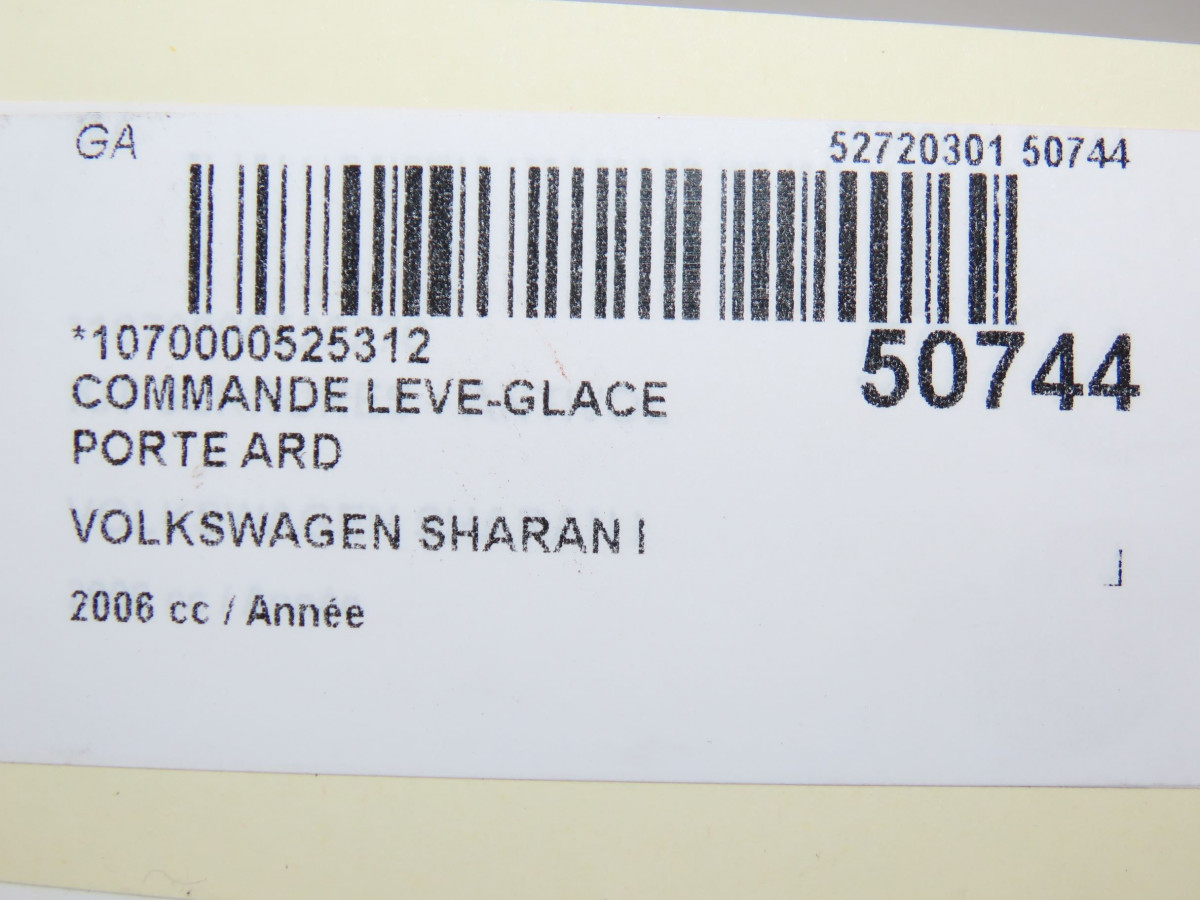 GA
52720301 50744
*1070000525312
50744
COMMANDE LEVE-GLACE
PORTE ARD
VOLKSWAGEN SHARAN I
2006 cc / Année